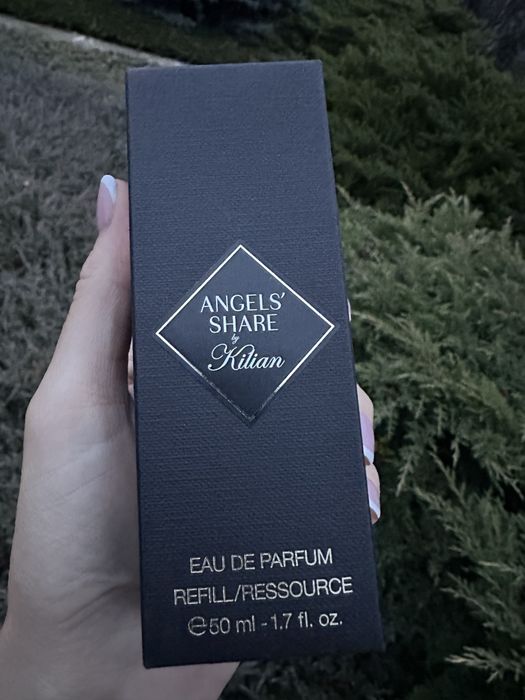 ANGELS'
SHARE
by
Kilian
EAU DE PARFUM
REFILL/RESSOURCE
℮50 ml - 1.7 fl. oz.